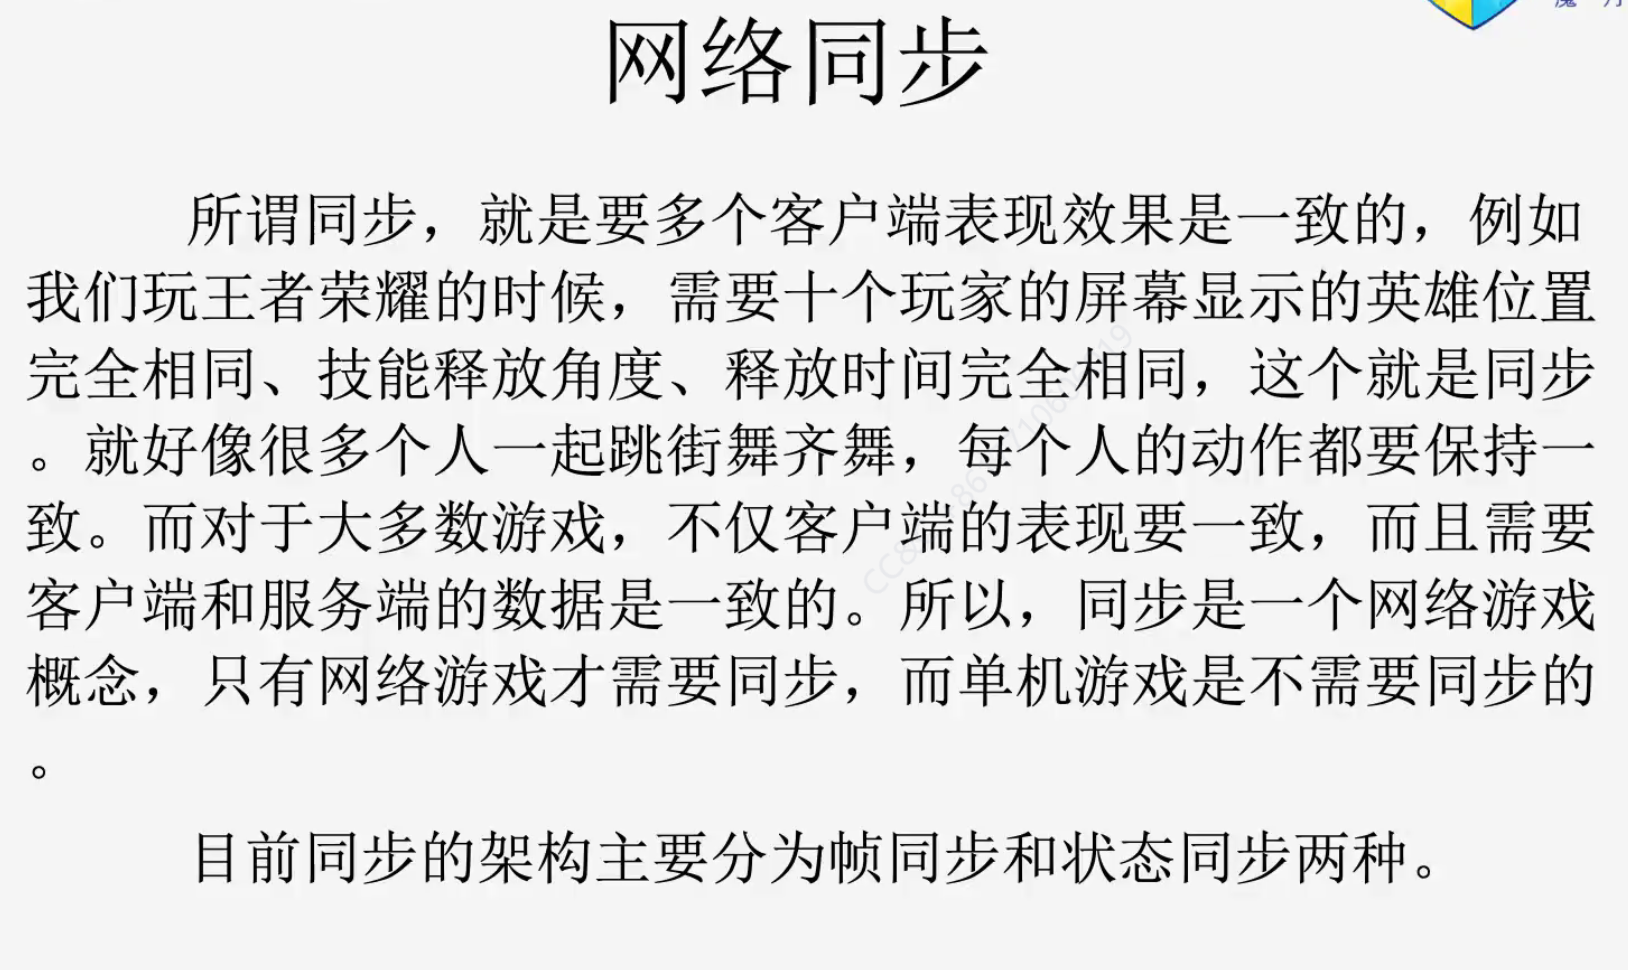 网络同步
所谓同步，就是要多个客户端表现效果是一致的，例如
我们玩王者荣耀的时候，需要十个玩家的屏幕显示的英雄位置
完全相同、技能释放角度、释放时间完全相同，这个就是同步
。就好像很多个人一起跳街舞齐舞，每个人的动作都要保持一
致。而对于大多数游戏，不仅客户端的表现要一致，而且需要
客户端和服务端的数据是一致的。所以，同步是一个网络游戏
概念，只有网络游戏才需要同步，而单机游戏是不需要同步的
。
目前同步的架构主要分为帧同步和状态同步两种。